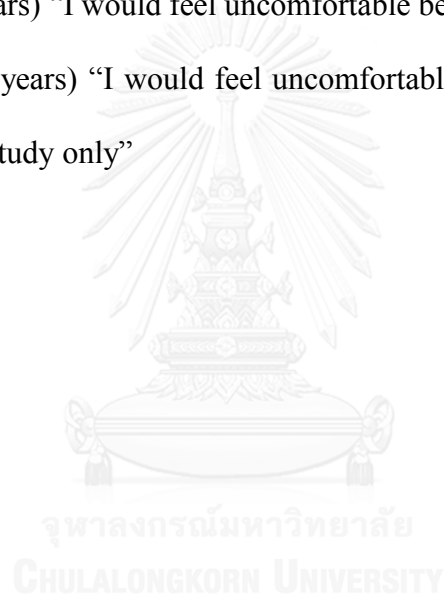 ars) “I would feel uncomfortable be
years) “I would feel uncomfortabl
tudy only”
จุฬาลงกรณ์มหาวิทยาลัย
CHULALONGKORN UNIVERSITY